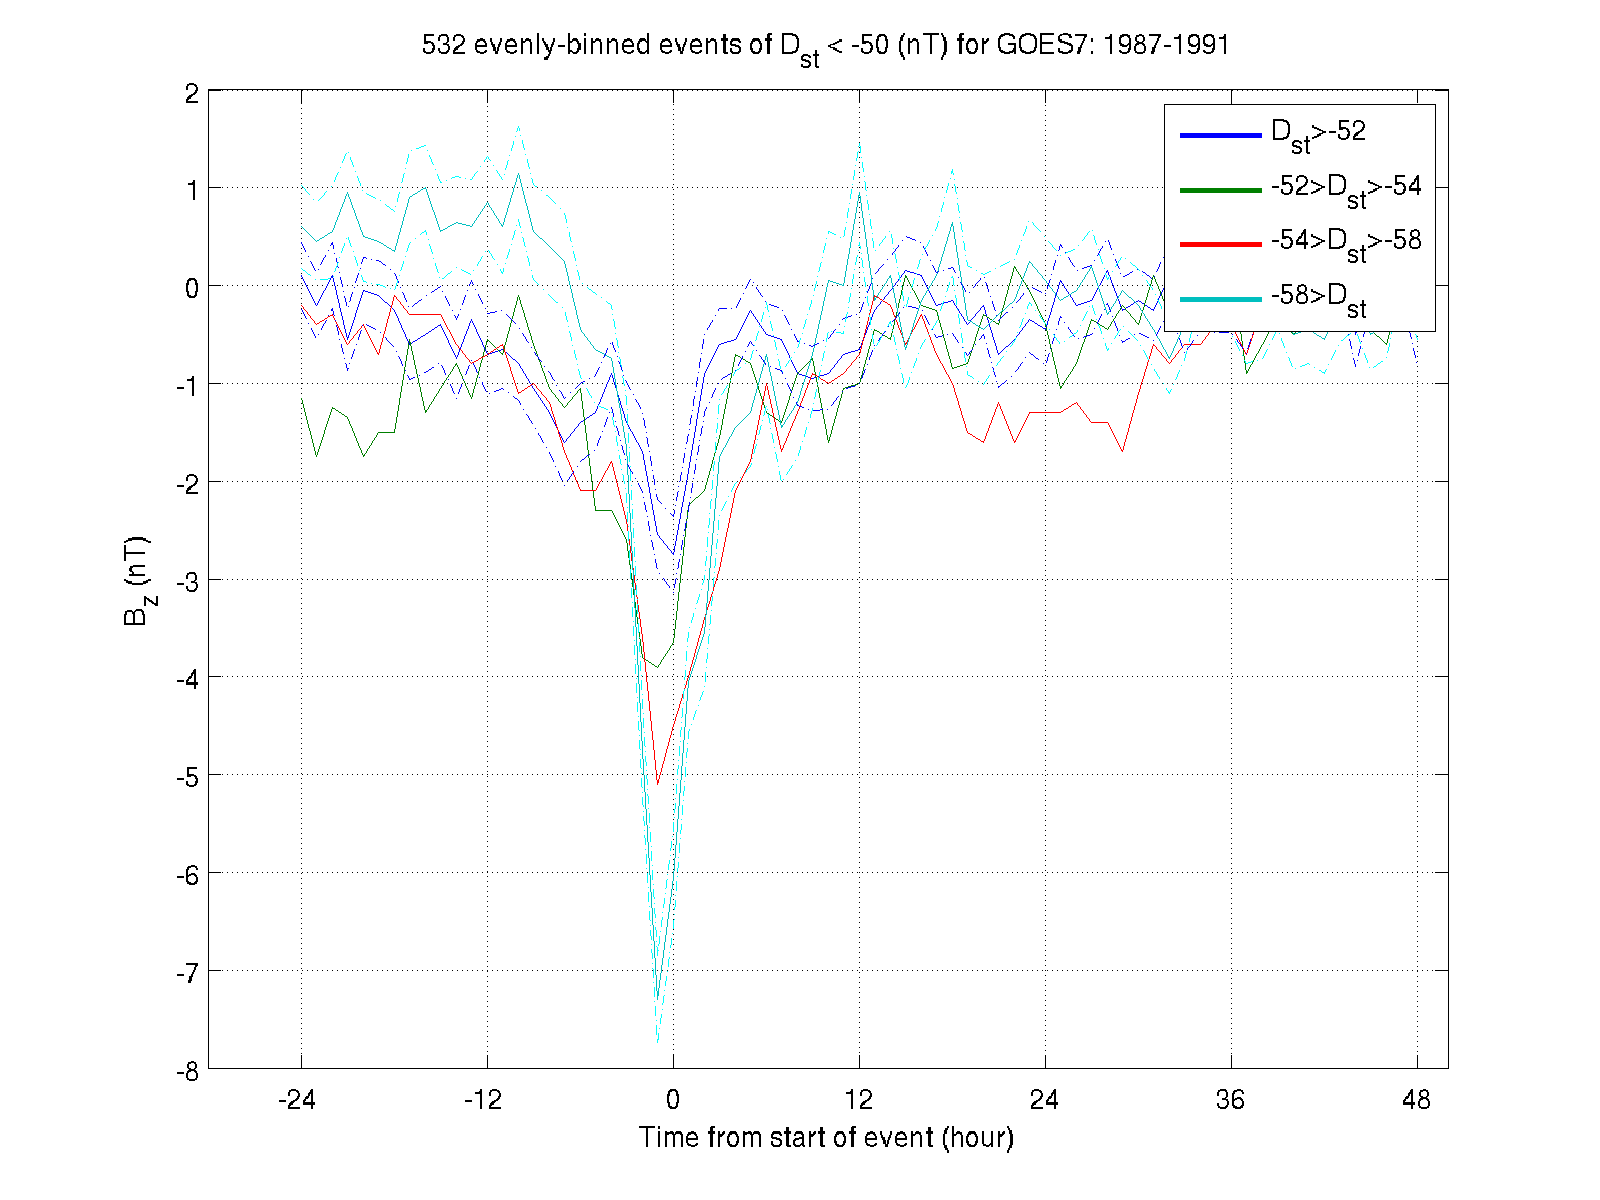 532 evenly-binned events of Dst < -50 (nT) for GOES7: 1987-1991
Dst>-52
-52>Dst>-54
-54>Dst>-58
-58>Dst
2
1
0
-1
-2
-3
-4
-5
-6
-7
-8
Bz (nT)
-24 -12 0 12 24 36 48
Time from start of event (hour)